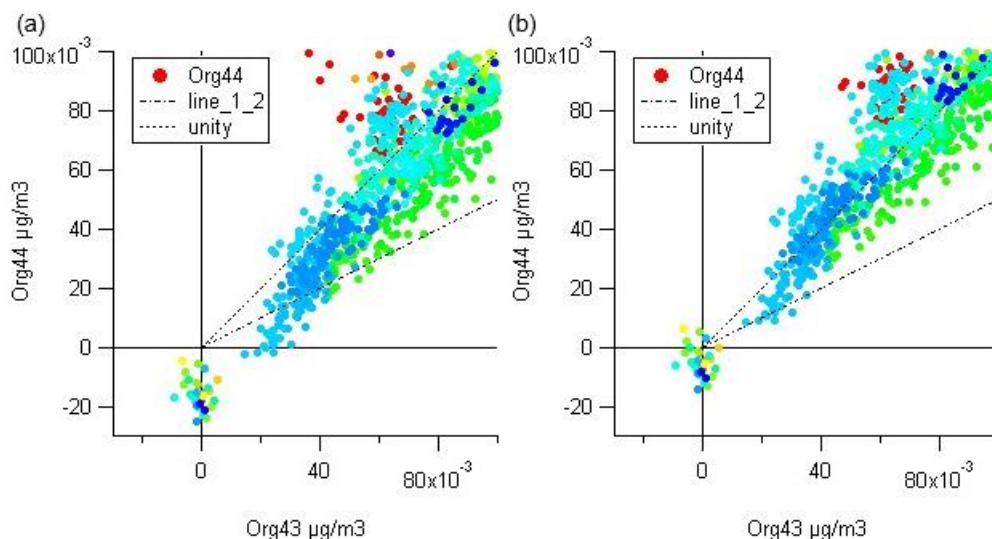 (a)
100x10-3
80
60
40
20
0
-20
Org44 µg/m3
Org44
line_1_2
unity
0
40
80x10-3
Org43 µg/m3
(b)
100x10-3
80
60
40
20
0
-20
Org44 µg/m3
Org44
line_1_2
unity
0
40
80x10-3
Org43 µg/m3